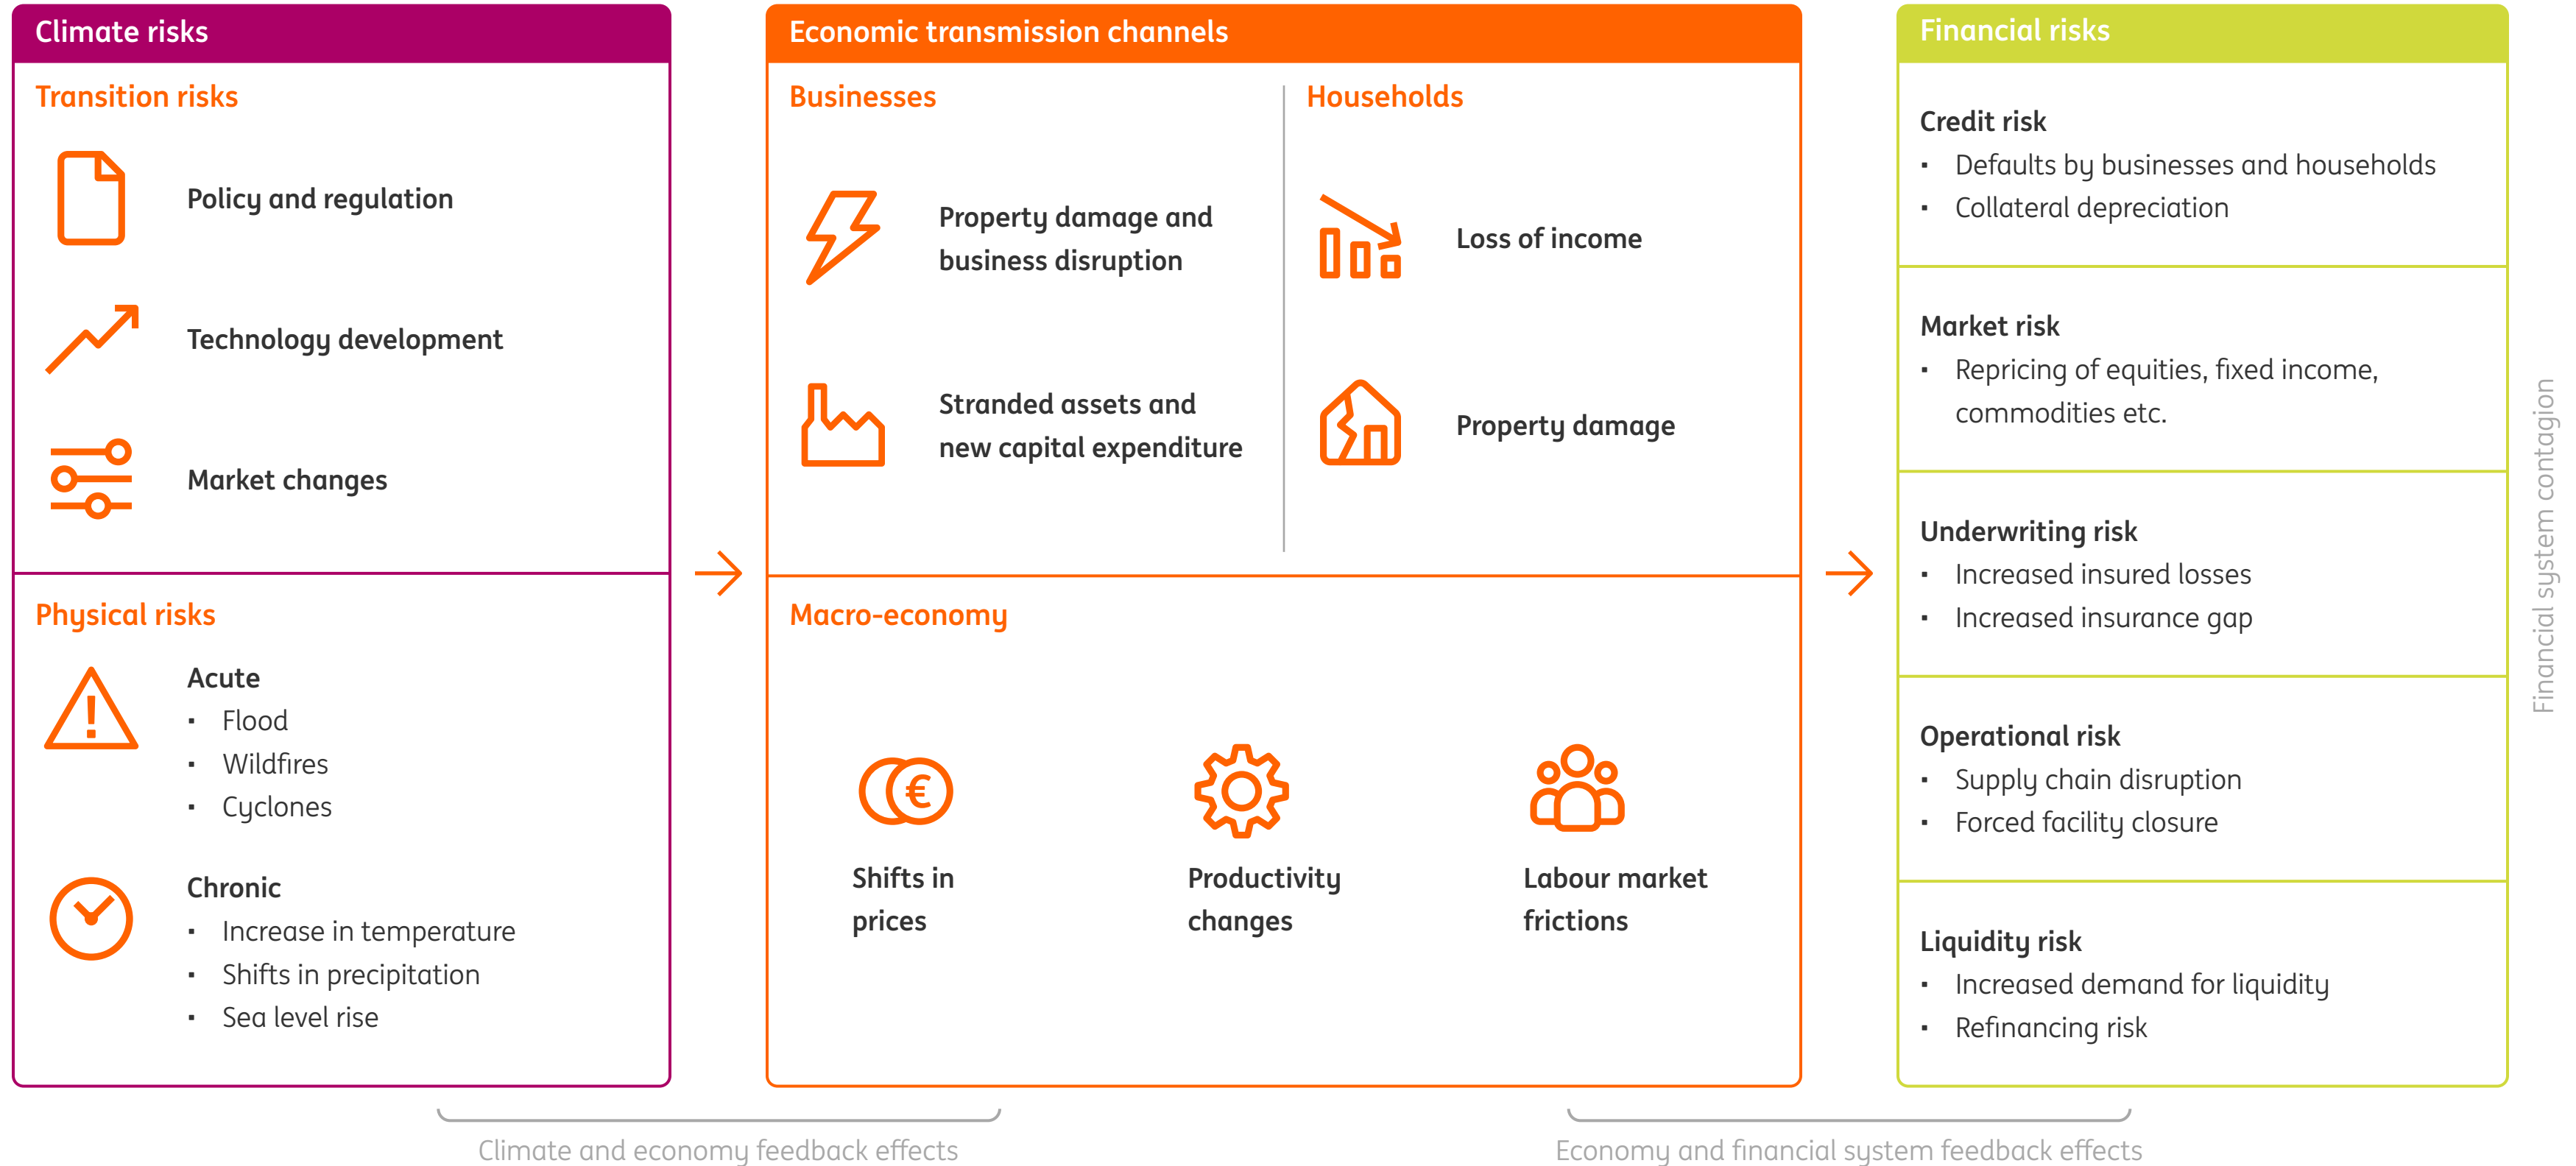 Climate risks
Transition risks
Policy and regulation
Technology development
Market changes
Physical risks
Acute
▪ Flood
▪ Wildfires
▪ Cyclones
Chronic
▪ Increase in temperature
▪ Shifts in precipitation
▪ Sea level rise
Economic transmission channels
Businesses
Property damage and
business disruption
Stranded assets and
new capital expenditure
Households
Loss of income
Property damage
Macro-economy
€
Shifts in
prices
Productivity
changes
Labour market
frictions
Financial risks
Credit risk
▪ Defaults by businesses and households
▪ Collateral depreciation
Market risk
▪ Repricing of equities, fixed income,
commodities etc.
Underwriting risk
▪ Increased insured losses
▪ Increased insurance gap
Operational risk
▪ Supply chain disruption
▪ Forced facility closure
Liquidity risk
▪ Increased demand for liquidity
▪ Refinancing risk
Financial system contagion
Climate and economy feedback effects
Economy and financial system feedback effects